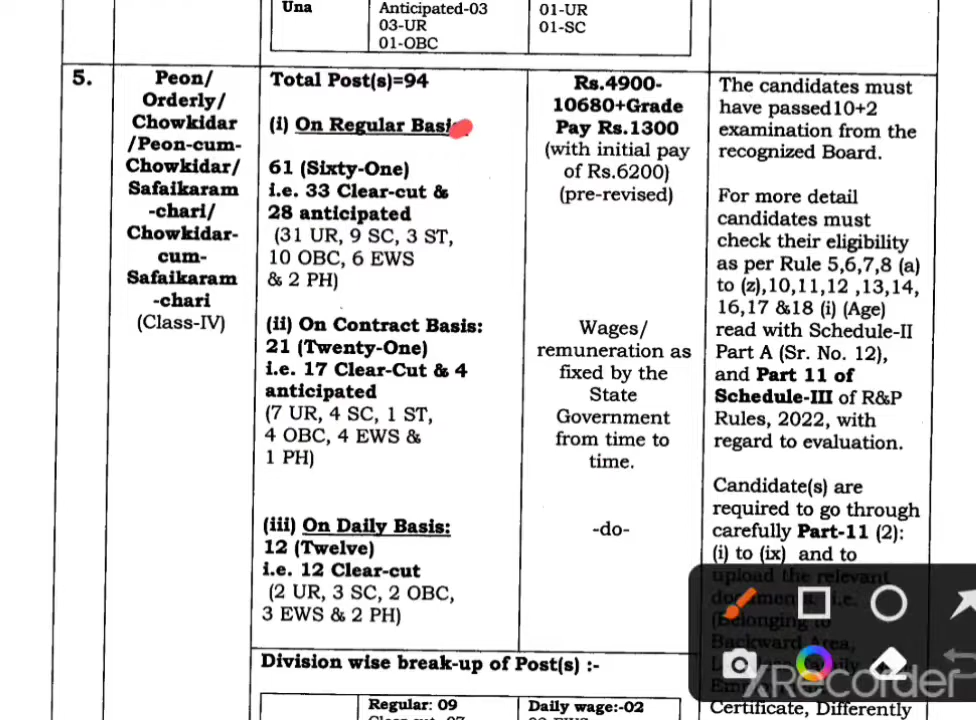 Una
Anticipated-03
03-UR
01-OBC
01-UR
01-SC
5.
Peon/
Orderly/
Chowkidar
/Peon-cum-
Chowkidar/
Safaikaram
-chari/
Chowkidar-
cum-
Safaikaram
-chari
(Class-IV)
Total Post(s)=94
(i) On Regular Basi
61 (Sixty-One)
i.e. 33 Clear-cut &
28 anticipated
(31 UR, 9 SC, 3 ST,
10 OBC, 6 EWS
& 2 PH)
(ii) On Contract Basis:
21 (Twenty-One)
i.e. 17 Clear-Cut & 4
anticipated
(7 UR, 4 SC, 1 ST,
4 OBC, 4 EWS &
1 PH)
(iii) On Daily Basis:
12 (Twelve)
i.e. 12 Clear-cut
(2 UR, 3 SC, 2 OBC,
3 EWS & 2 PH)
Rs.4900-
10680+Grade
Pay Rs.1300
(with initial pay
of Rs.6200)
(pre-revised)
Wages/
remuneration as
fixed by the
State
Government
from time to
time.
-do-
The candidates must
have passed10+2
examination from the
recognized Board.
For more detail
candidates must
check their eligibility
as per Rule 5,6,7,8 (a)
to (z),10,11,12 ,13,14,
16,17 &18 (i) (Age)
read with Schedule-II
Part A (Sr. No. 12),
and Part 11 of
Schedule-III of R&P
Rules, 2022, with
regard to evaluation.
Candidate(s) are
required to go through
carefully Part-11 (2):
(i) to (ix) and to
upload the relevant
i.e.
(Belonging to
Backward Area,
Certificate, Differently
Division wise break-up of Post(s) :-
Regular: 09
Daily wage:-02
XRecorder